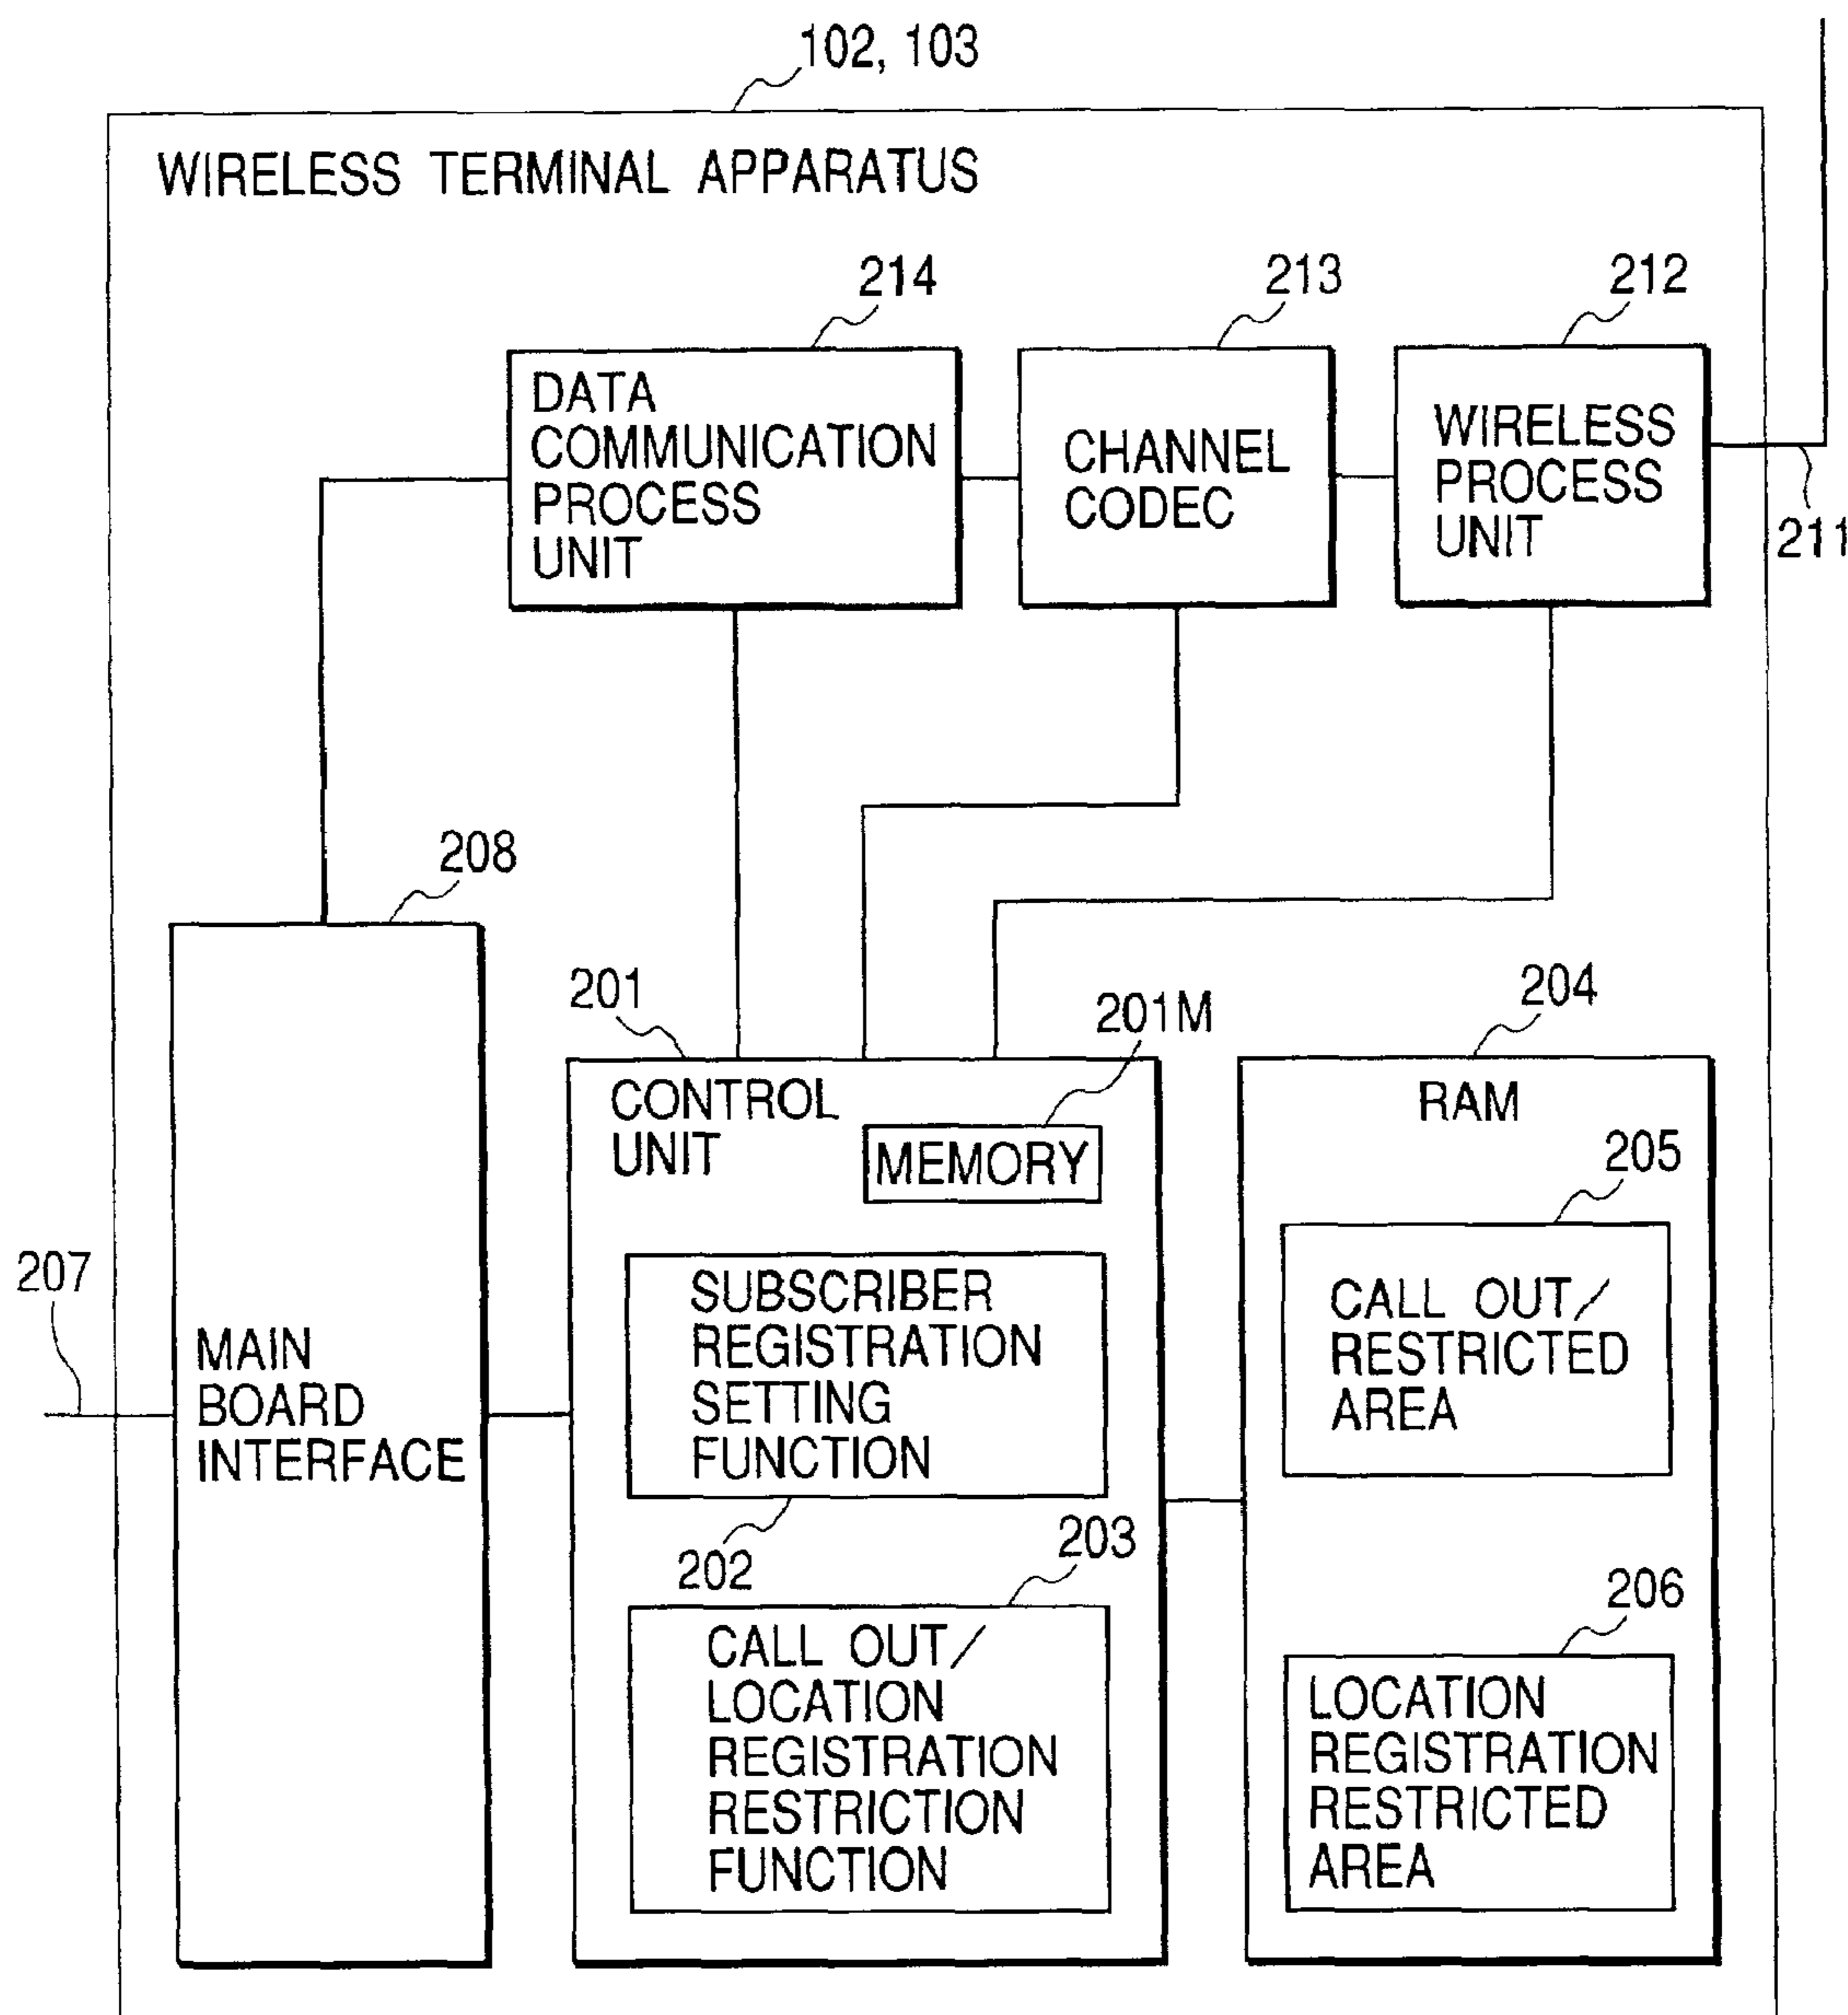 102, 103
WIRELESS TERMINAL APPARATUS
214
213
212
DATA
COMMUNICATION
PROCESS
UNIT
CHANNEL
CODEC
WIRELESS
PROCESS
UNIT
211
208
201
201M
204
CONTROL
UNIT
MEMORY
RAM
205
207
MAIN
BOARD
INTERFACE
SUBSCRIBER
REGISTRATION
SETTING
FUNCTION
CALL OUT/
RESTRICTED
AREA
202
203
206
CALL OUT/
LOCATION
REGISTRATION
RESTRICTION
FUNCTION
LOCATION
REGISTRATION
RESTRICTED
AREA